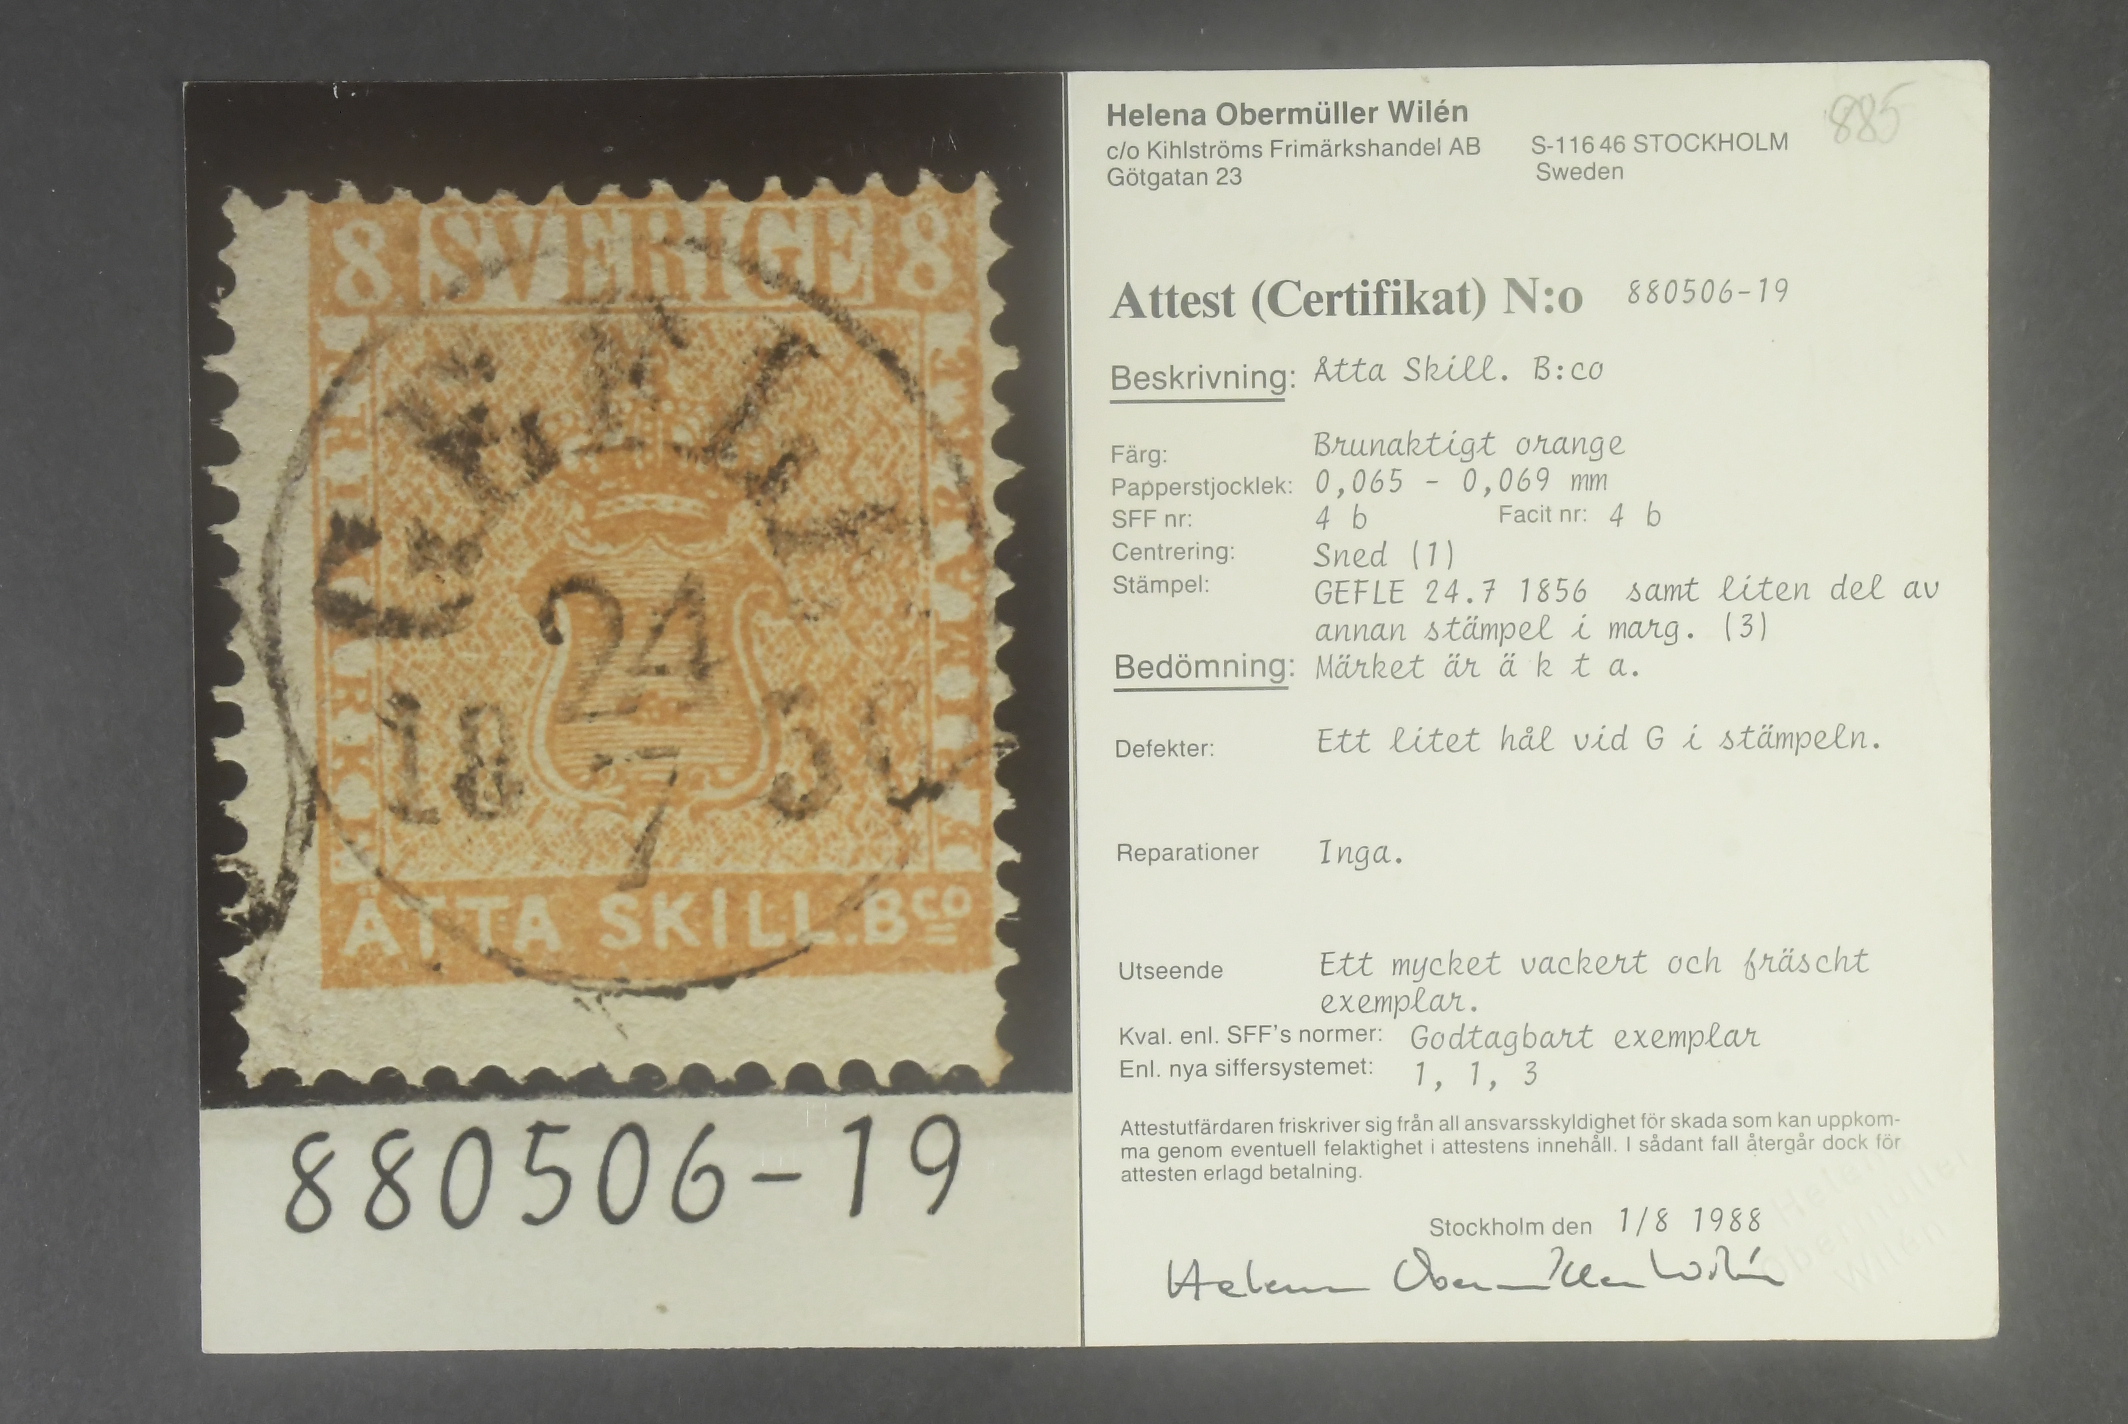 8 SVERIGE 8
GEFLE
24
18 7 56
ÅTTA SKILL. Bco
880506-19
Helena Obermüller Wilén
c/o Kihlströms Frimärkshandel AB S-116 46 STOCKHOLM
Götgatan 23 Sweden
885
Attest (Certifikat) N:o 880506-19
Beskrivning: Åtta Skill. B:co
Färg: Brunaktigt orange
Papperstjocklek: 0,065 - 0,069 mm
SFF nr: 4 b Facit nr: 4 b
Centrering: Sned (1)
Stämpel: GEFLE 24.7 1856 samt liten del av
annan stämpel i marg. (3)
Bedömning: Märket är ä k t a.
Defekter: Ett litet hål vid G i stämpeln.
Reparationer Inga.
Utseende Ett mycket vackert och fräscht
exemplar.
Kval. enl. SFF's normer: Godtagbart exemplar
Enl. nya siffersystemet: 1, 1, 3
Attestutfärdaren friskriver sig från all ansvarsskyldighet för skada som kan uppkom-
ma genom eventuell felaktighet i attestens innehåll. I sådant fall återgår dock för
attesten erlagd betalning.
Stockholm den 1/8 1988
Helena Obermüller Wilén
Helena
Obermüller
Wilén